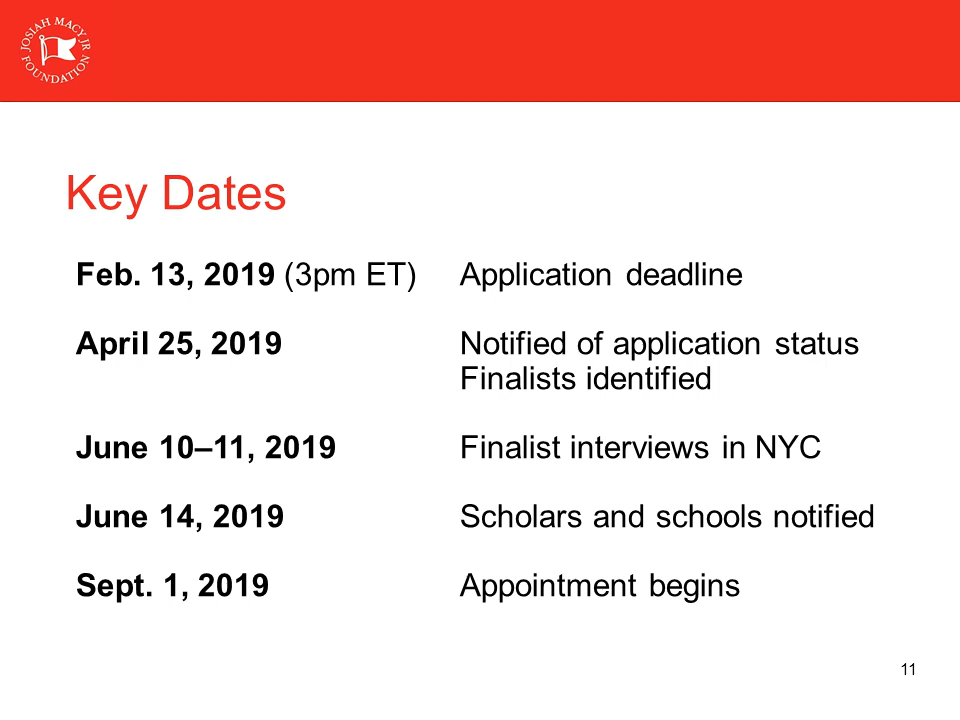 JOSIAH MACY JR
FOUNDATION
Key Dates
Feb. 13, 2019 (3pm ET) Application deadline
April 25, 2019 Notified of application status
Finalists identified
June 10–11, 2019 Finalist interviews in NYC
June 14, 2019 Scholars and schools notified
Sept. 1, 2019 Appointment begins
11